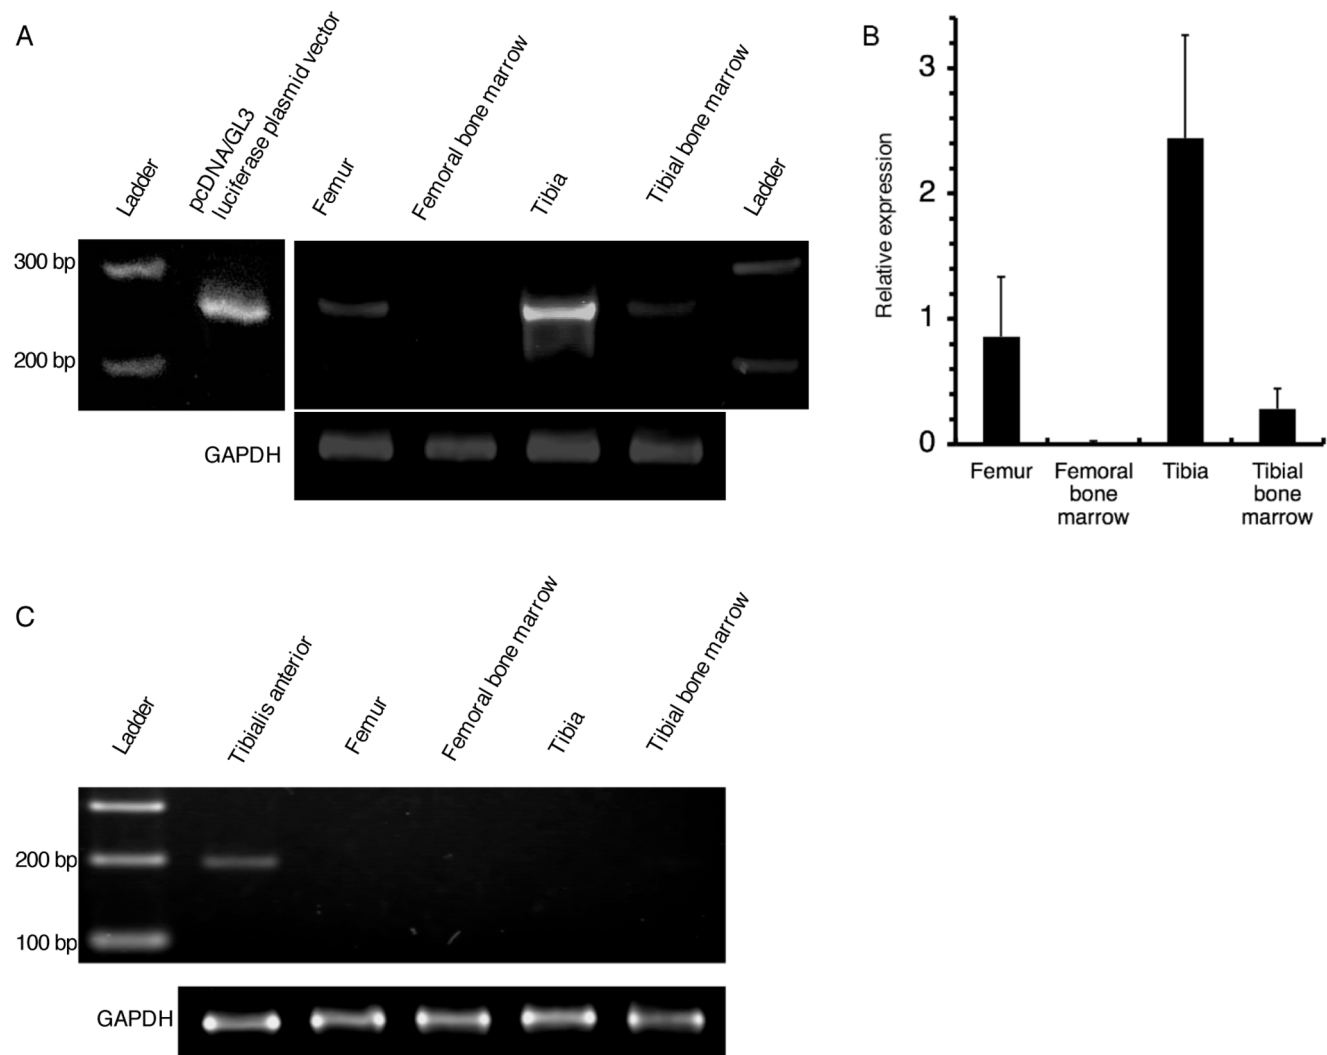 A
Ladder
pcDNA/GL3
luciferase plasmid vector
Femur
Femoral bone marrow
Tibia
Tibial bone marrow
Ladder
300 bp
200 bp
GAPDH
B
Relative expression
3
2
1
0
Femur
Femoral
bone
marrow
Tibia
Tibial
bone
marrow
C
Ladder
Tibialis anterior
Femur
Femoral bone marrow
Tibia
Tibial bone marrow
200 bp
100 bp
GAPDH